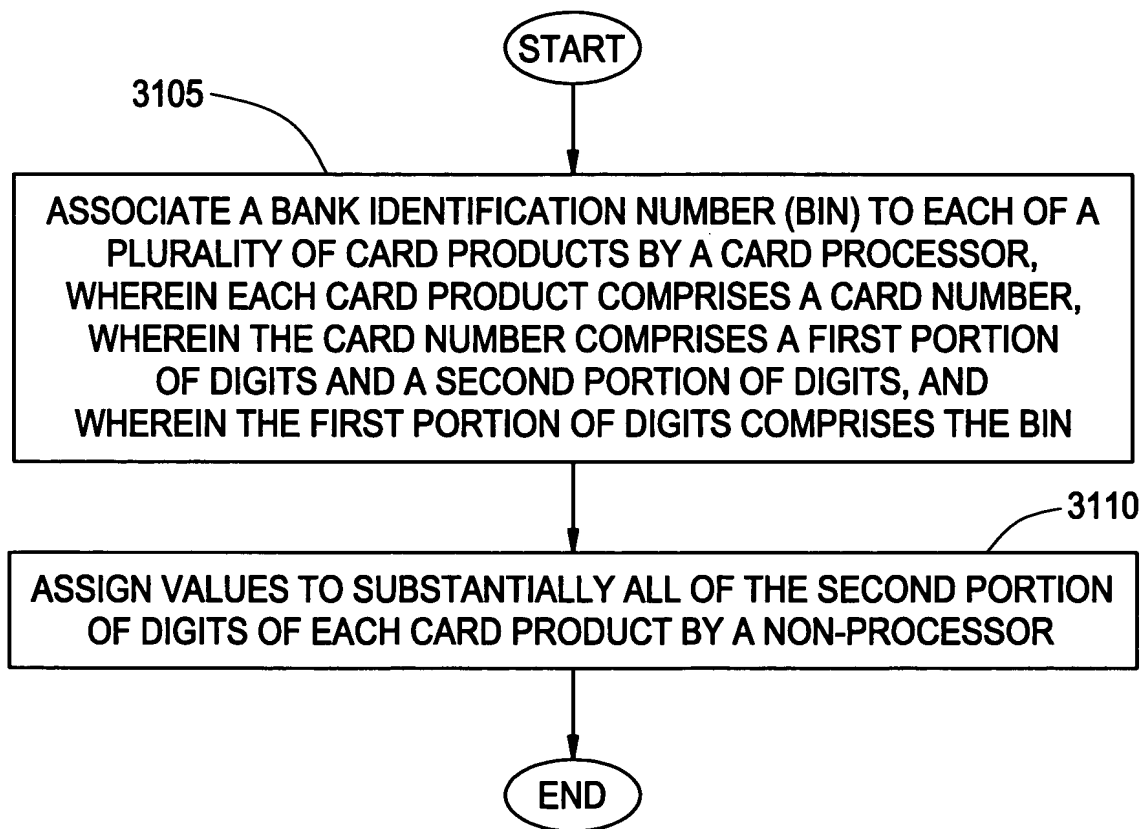 START
3105
ASSOCIATE A BANK IDENTIFICATION NUMBER (BIN) TO EACH OF A
PLURALITY OF CARD PRODUCTS BY A CARD PROCESSOR,
WHEREIN EACH CARD PRODUCT COMPRISES A CARD NUMBER,
WHEREIN THE CARD NUMBER COMPRISES A FIRST PORTION
OF DIGITS AND A SECOND PORTION OF DIGITS, AND
WHEREIN THE FIRST PORTION OF DIGITS COMPRISES THE BIN
3110
ASSIGN VALUES TO SUBSTANTIALLY ALL OF THE SECOND PORTION
OF DIGITS OF EACH CARD PRODUCT BY A NON-PROCESSOR
END